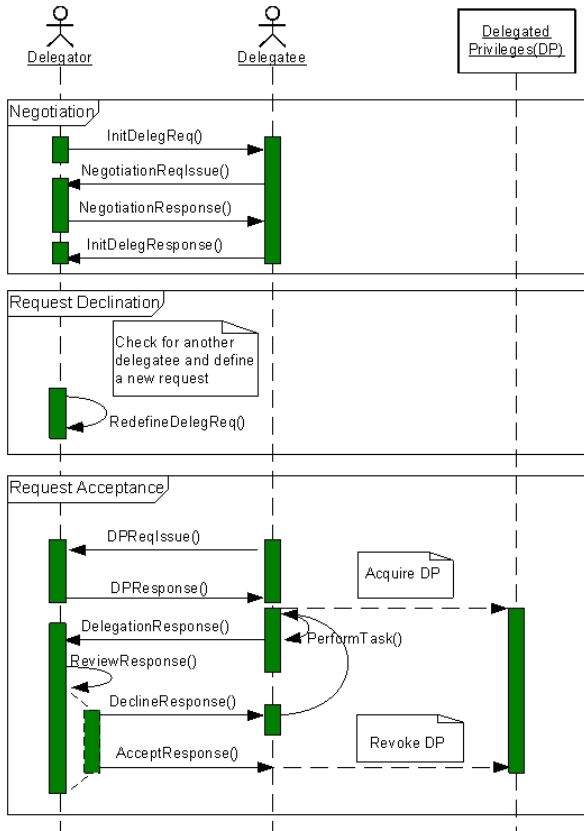 Delegator
Delegatee
Delegated
Privileges(DP)
Negotiation
InitDelegReq()
NegotiationReqIssue()
NegotiationResponse()
InitDelegResponse()
Request Declination
Check for another
delegatee and define
a new request
RedefineDelegReq()
Request Acceptance
DPReqIssue()
Acquire DP
DPResponse()
DelegationResponse()
PerformTask()
ReviewResponse()
DeclineResponse()
Revoke DP
AcceptResponse()